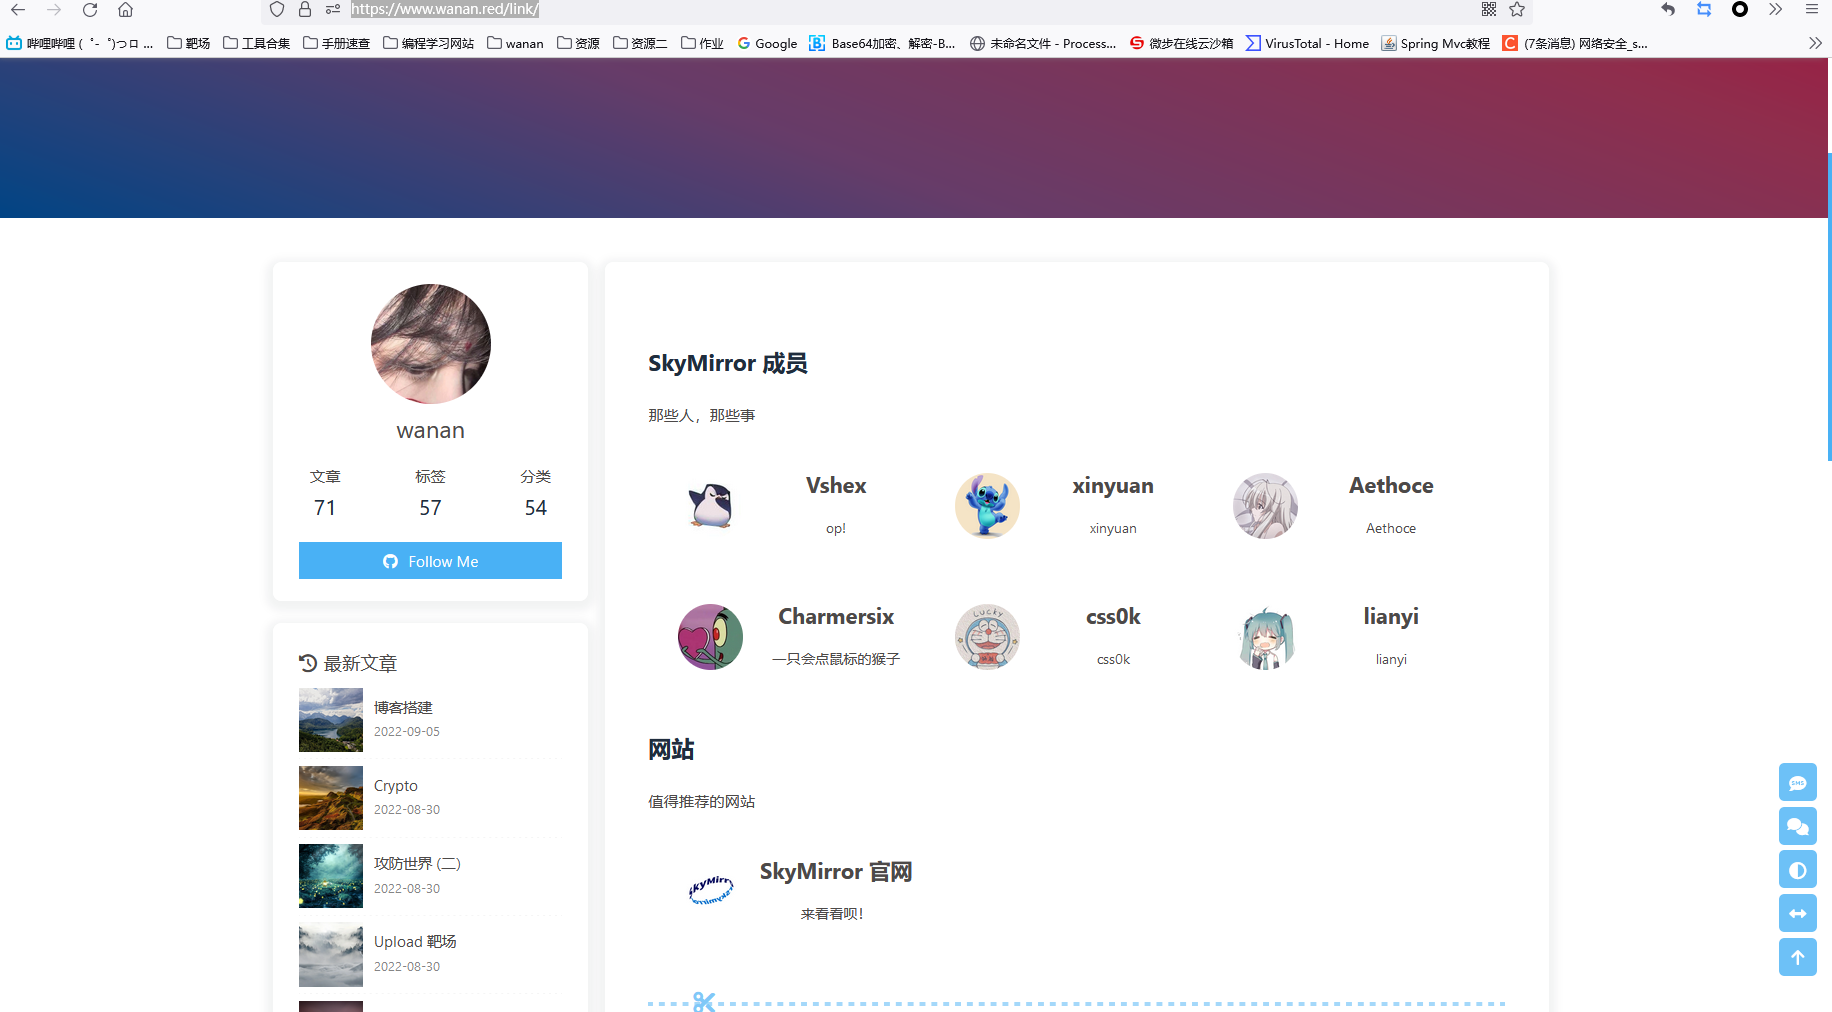 https://www.wanan.red/link/
哔哩哔哩 ( ゜- ゜)つロ ... 靶场 工具合集 手册速查 编程学习网站 wanan 资源 资源二 作业 Google Base64加密、解密-B... 未命名文件 - Process... 微步在线云沙箱 VirusTotal - Home Spring Mvc教程 (7条消息) 网络安全_s...
wanan
文章 标签 分类
71 57 54
Follow Me
最新文章
博客搭建
2022-09-05
Crypto
2022-08-30
攻防世界 (二)
2022-08-30
Upload 靶场
2022-08-30
SkyMirror 成员
那些人，那些事
Vshex
op!
xinyuan
xinyuan
Aethoce
Aethoce
Charmersix
一只会点鼠标的猴子
LUCKY
css0k
css0k
lianyi
lianyi
网站
值得推荐的网站
SkyMirror 官网
来看看呗！
SMS